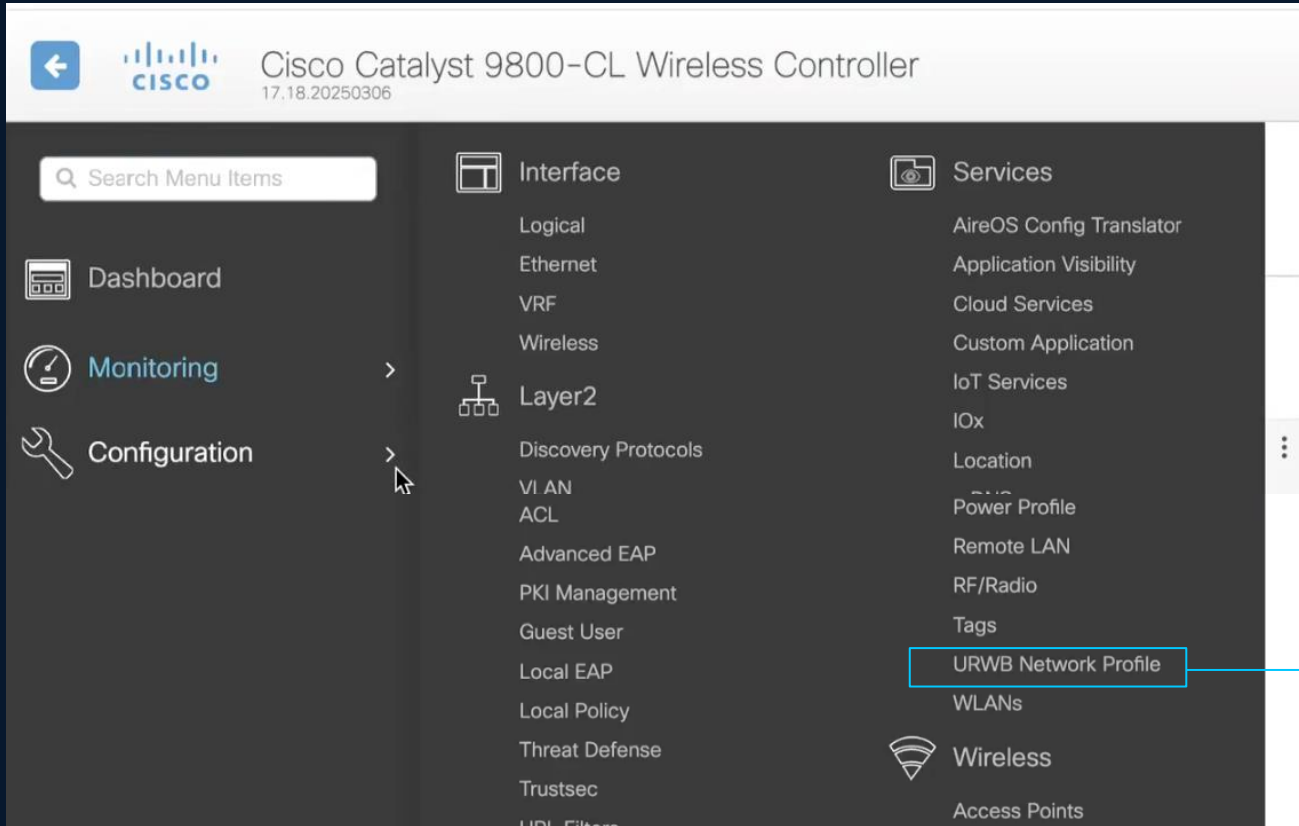 CISCO
Cisco Catalyst 9800-CL Wireless Controller
17.18.20250306
Search Menu Items
Dashboard
Monitoring
Configuration
Interface
Logical
Ethernet
VRF
Wireless
Layer2
Discovery Protocols
VLAN
ACL
Advanced EAP
PKI Management
Guest User
Local EAP
Local Policy
Threat Defense
Trustsec
Services
AireOS Config Translator
Application Visibility
Cloud Services
Custom Application
IoT Services
IOx
Location
Power Profile
Remote LAN
RF/Radio
Tags
URWB Network Profile
WLANs
Wireless
Access Points